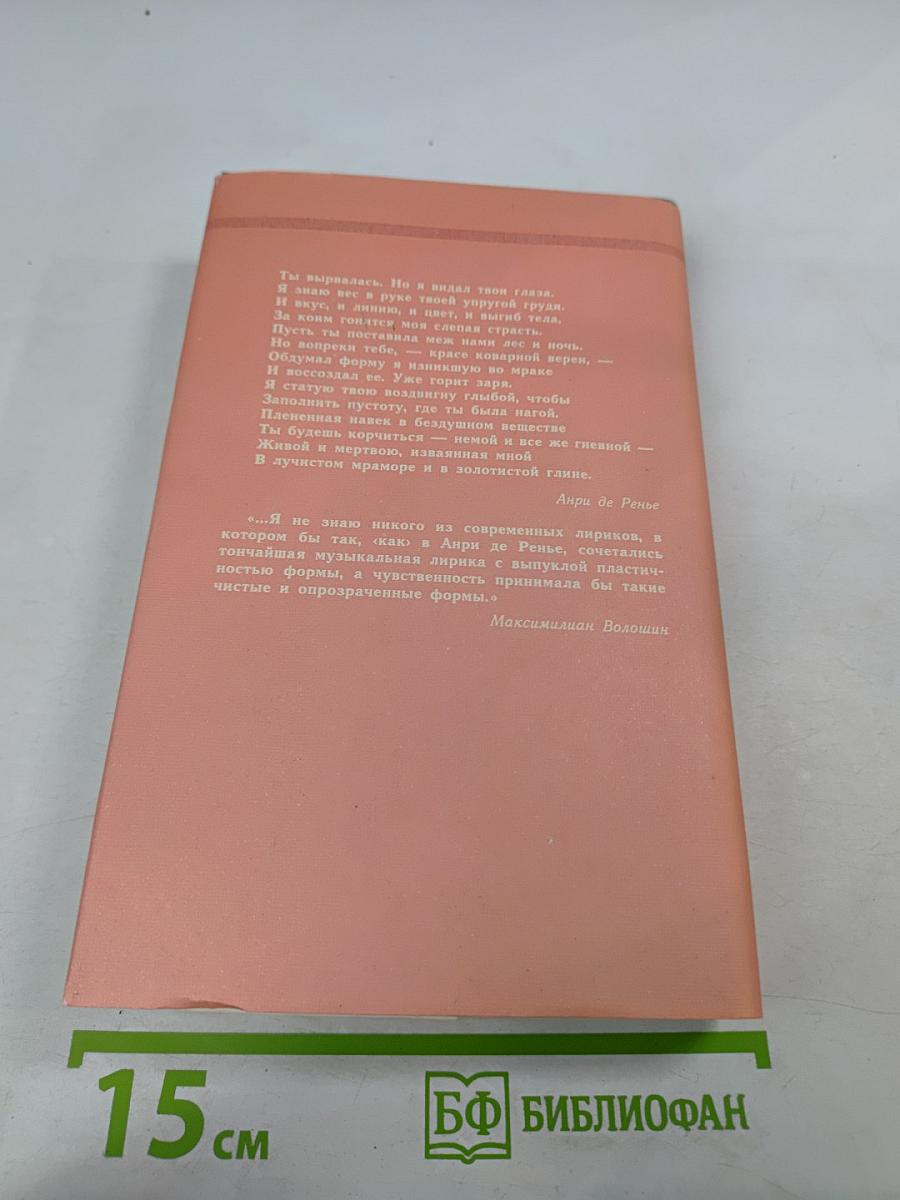 Ты вырвалась. Но я видал твои глаза.
Я знаю вес в руке твоей упругой груди.
И вкус, и линию, и цвет, и выгиб тела,
За коим гонится моя слепая страсть.
Пусть ты поставила меж нами лес и ночь.
Но вопреки тебе, — красе коварной верен, —
Обдумал форму я изникшую во мраке
И воссоздал ее. Уже горит заря.
Я статую твою воздвигну глыбой, чтобы
Заполнить пустоту, где ты была нагой.
Плененная навек в бездушном веществе
Ты будешь корчиться — немой и все же гневной —
Живой и мертвою, изваянная мной
В лучистом мраморе и в золотистой глине.
Анри де Ренье
«...Я не знаю никого из современных лириков, в
котором бы так, ‹как› в Анри де Ренье, сочетались
тончайшая музыкальная лирика с выпуклой пластич-
ностью формы, а чувственность принимала бы такие
чистые и опрозраченные формы.»
Максимилиан Волошин
15 см
БФ БИБЛИОФАН